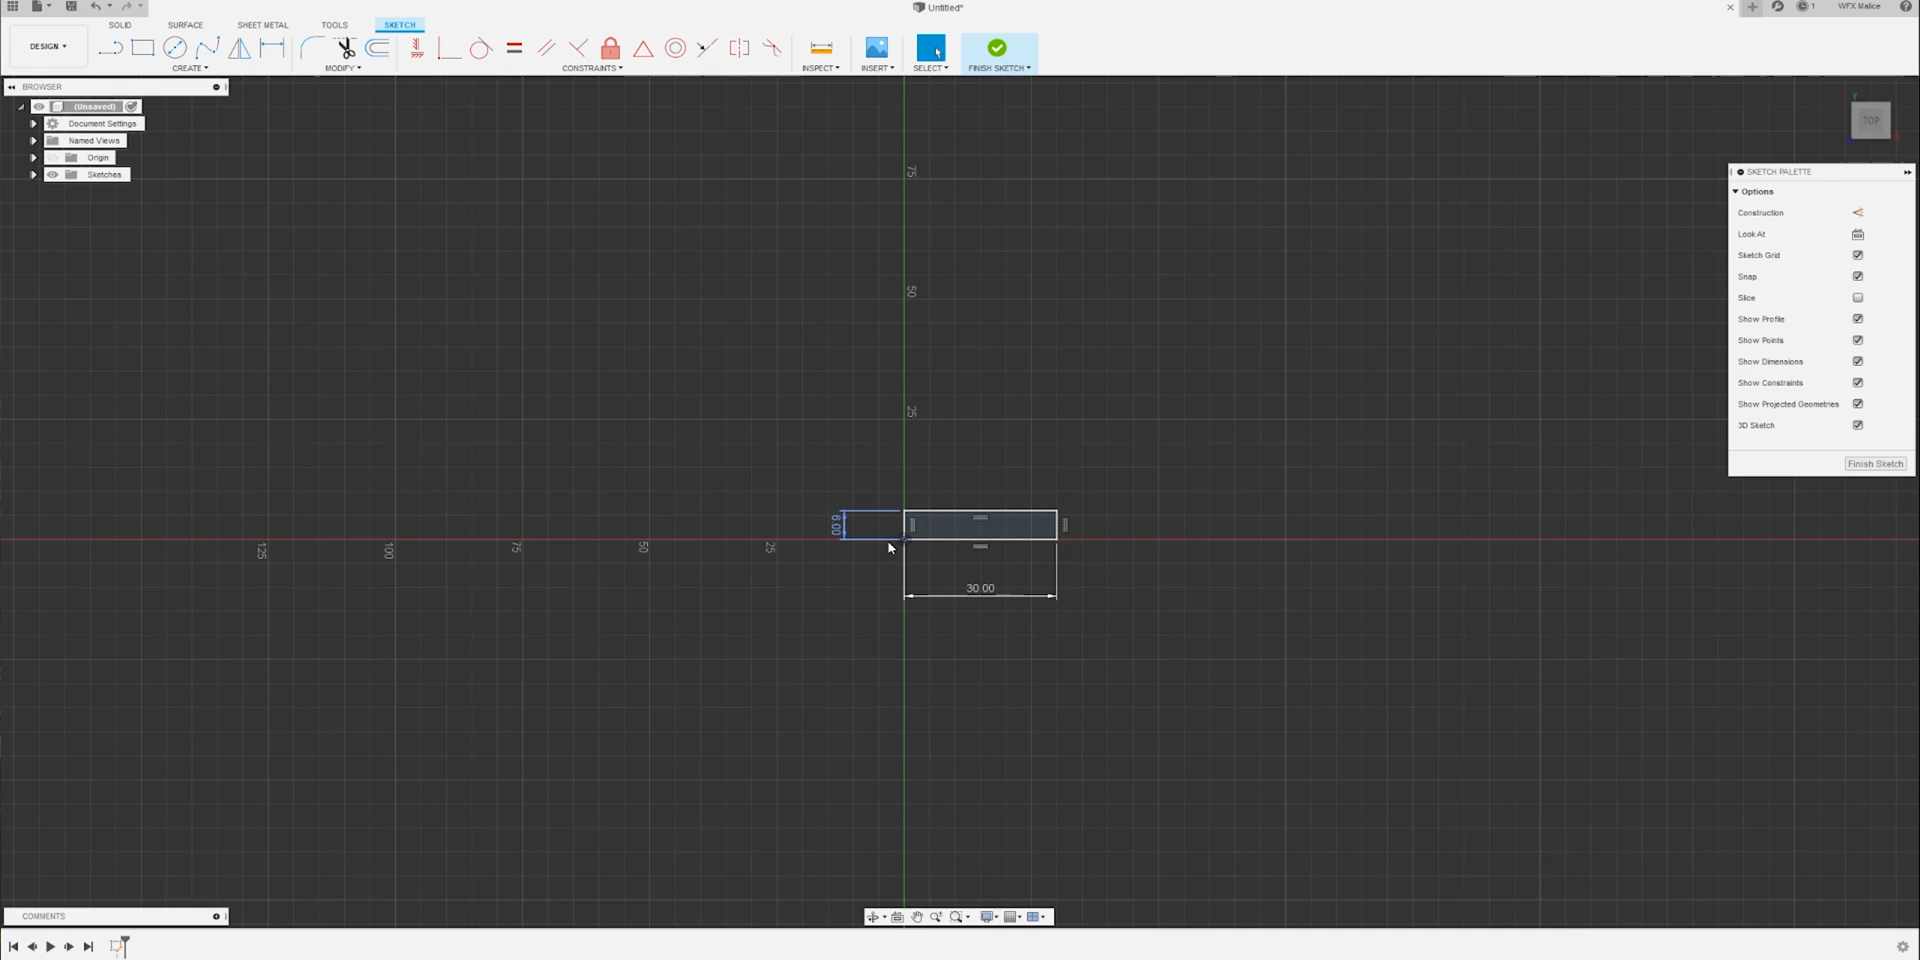 Untitled*
1
WFX Malice
DESIGN
SOLID
SURFACE
SHEET METAL
TOOLS
SKETCH
CREATE
MODIFY
CONSTRAINTS
INSPECT
INSERT
SELECT
FINISH SKETCH
BROWSER
(Unsaved)
Document Settings
Named Views
Origin
Sketches
Y
TOP
75
50
25
125
100
75
50
25
6.00
30.00
SKETCH PALETTE
Options
Construction
Look At
Sketch Grid
Snap
Slice
Show Profile
Show Points
Show Dimensions
Show Constraints
Show Projected Geometries
3D Sketch
Finish Sketch
COMMENTS